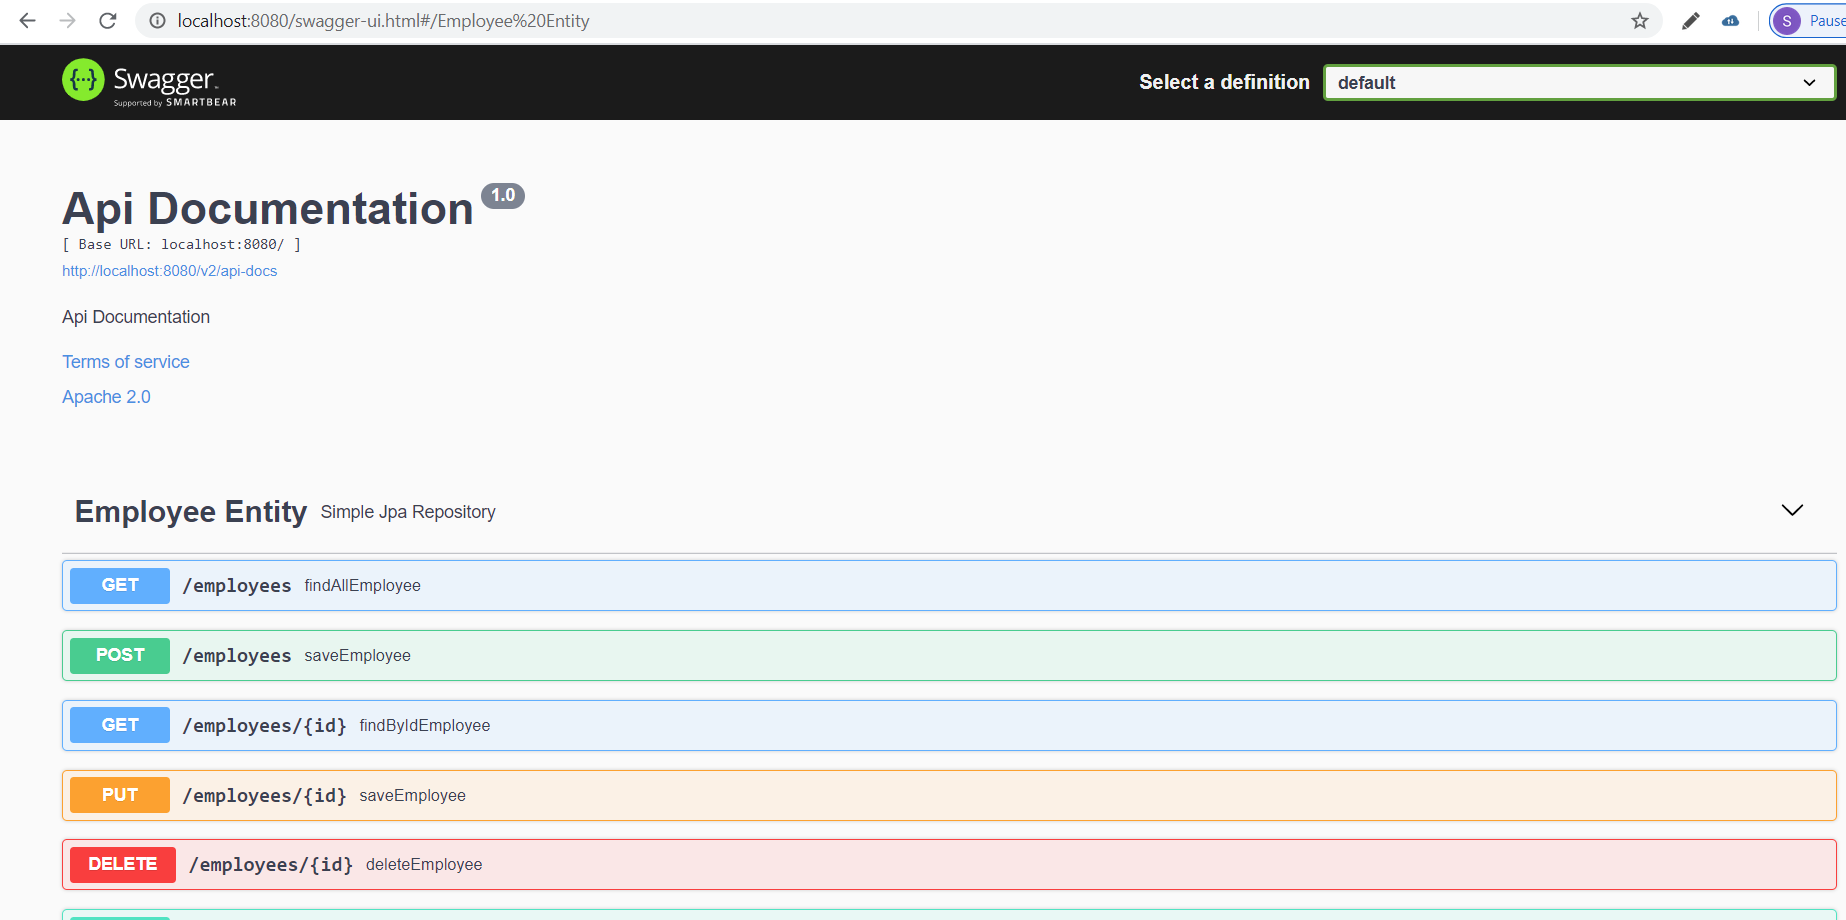 localhost:8080/swagger-ui.html#/Employee%20Entity
S Pause
{···} Swagger™
Supported by SMARTBEAR
Select a definition default
Api Documentation 1.0
[ Base URL: localhost:8080/ ]
http://localhost:8080/v2/api-docs
Api Documentation
Terms of service
Apache 2.0
Employee Entity Simple Jpa Repository
GET /employees findAllEmployee
POST /employees saveEmployee
GET /employees/{id} findByIdEmployee
PUT /employees/{id} saveEmployee
DELETE /employees/{id} deleteEmployee